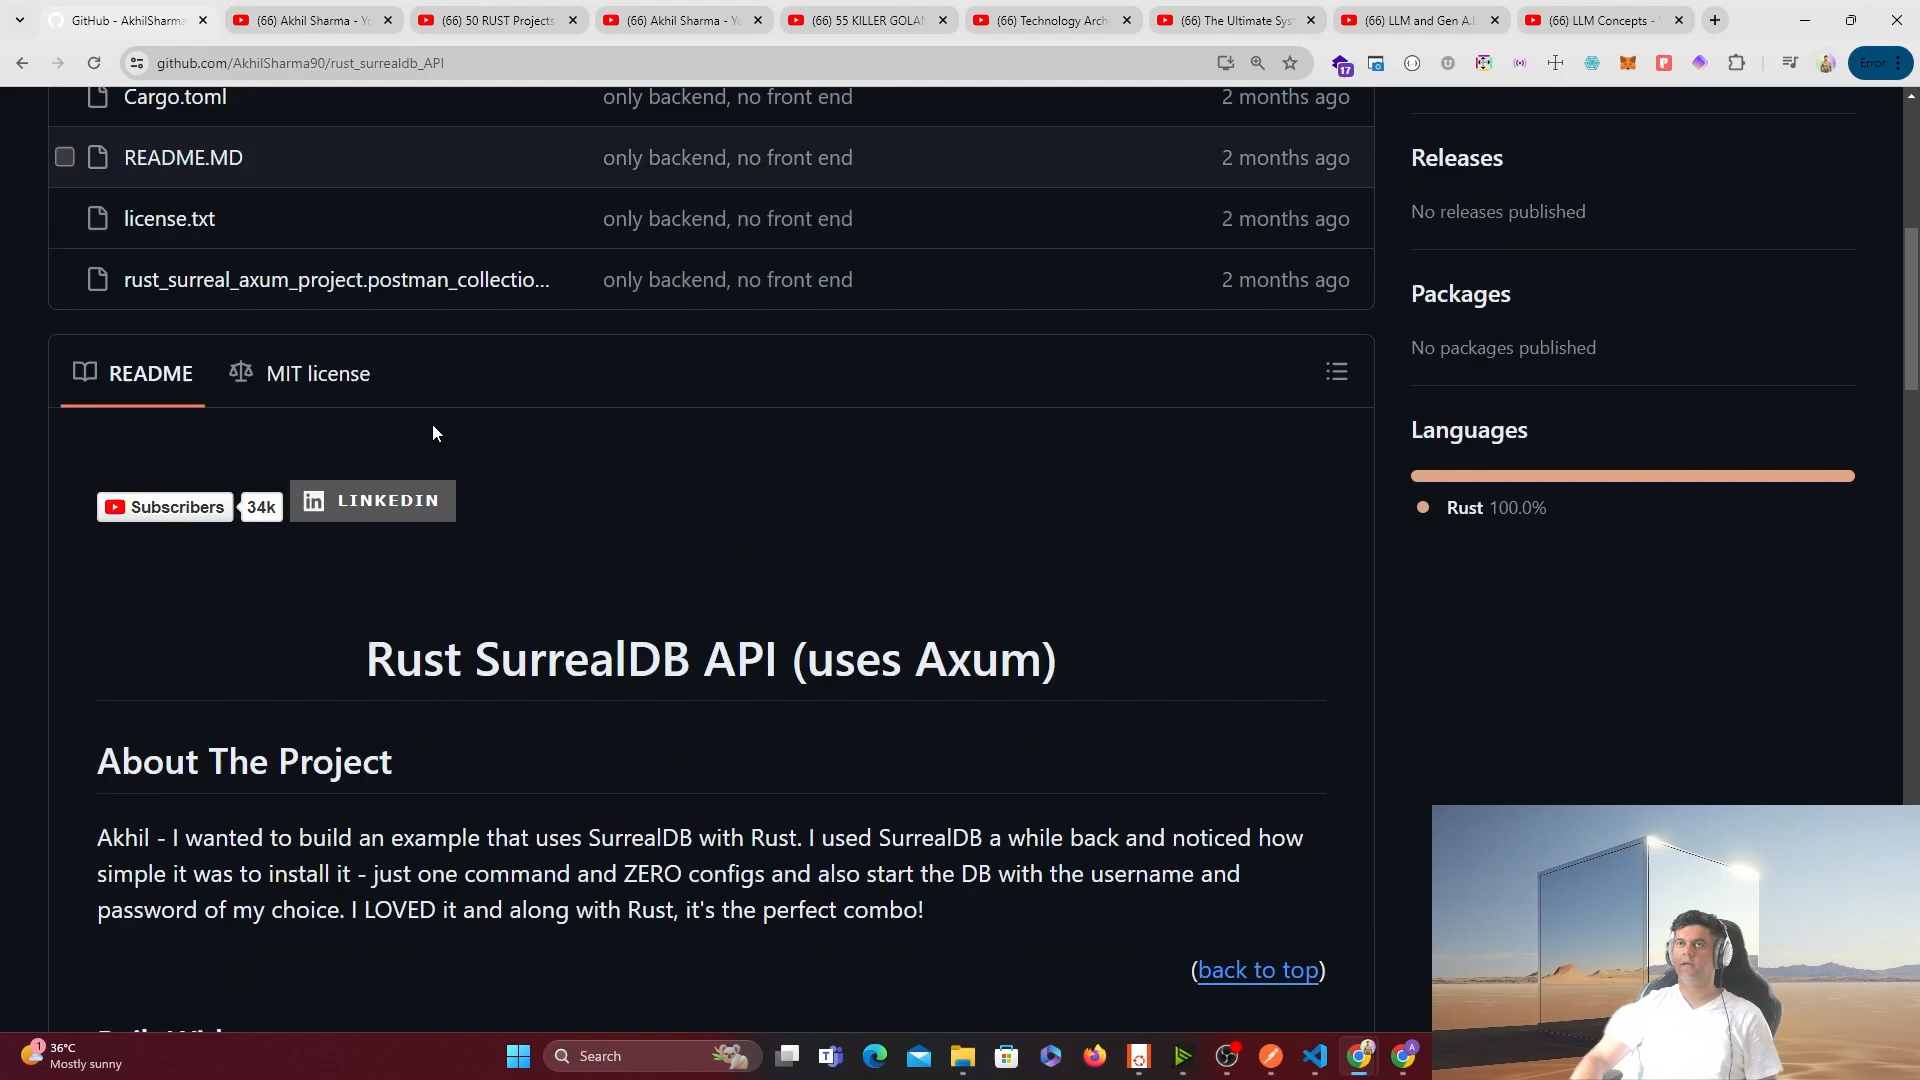 GitHub - AkhilSharma
(66) Akhil Sharma - Yo
(66) 50 RUST Projects
(66) Akhil Sharma - Yo
(66) 55 KILLER GOLAN
(66) Technology Arch
(66) The Ultimate Sys
(66) LLM and Gen A.I.
(66) LLM Concepts -
github.com/AkhilSharma90/rust_surrealdb_API
17
Error
Cargo.toml only backend, no front end 2 months ago
README.MD only backend, no front end 2 months ago
license.txt only backend, no front end 2 months ago
rust_surreal_axum_project.postman_collectio... only backend, no front end 2 months ago
Releases
No releases published
Packages
No packages published
Languages
Rust 100.0%
README MIT license
Subscribers 34k LINKEDIN
Rust SurrealDB API (uses Axum)
About The Project
Akhil - I wanted to build an example that uses SurrealDB with Rust. I used SurrealDB a while back and noticed how
simple it was to install it - just one command and ZERO configs and also start the DB with the username and
password of my choice. I LOVED it and along with Rust, it's the perfect combo!
(back to top)
1
36°C
Mostly sunny
Search
A